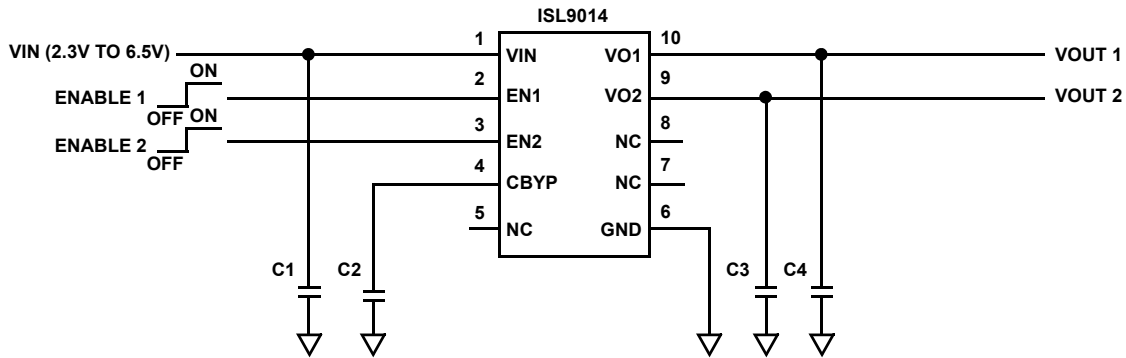 ISL9014
VIN (2.3V TO 6.5V)
1
VIN
VO1
10
VOUT 1
ON
ENABLE 1
OFF
2
EN1
VO2
9
VOUT 2
ON
ENABLE 2
OFF
3
EN2
NC
8
4
CBYP
NC
7
5
NC
GND
6
C1
C2
C3
C4